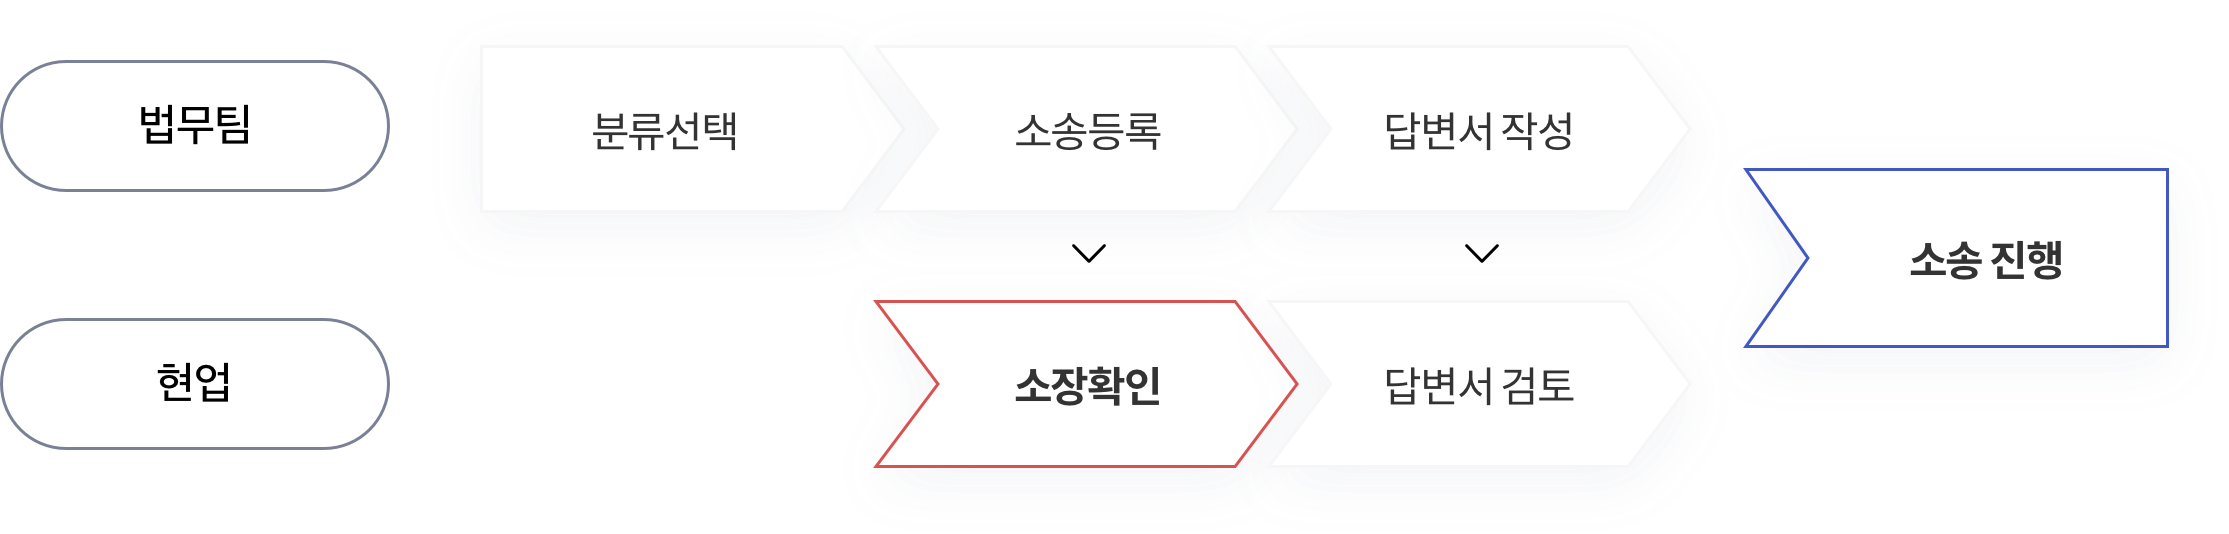 법무팀
분류선택
소송등록
답변서 작성
현업
소장확인
답변서 검토
소송 진행